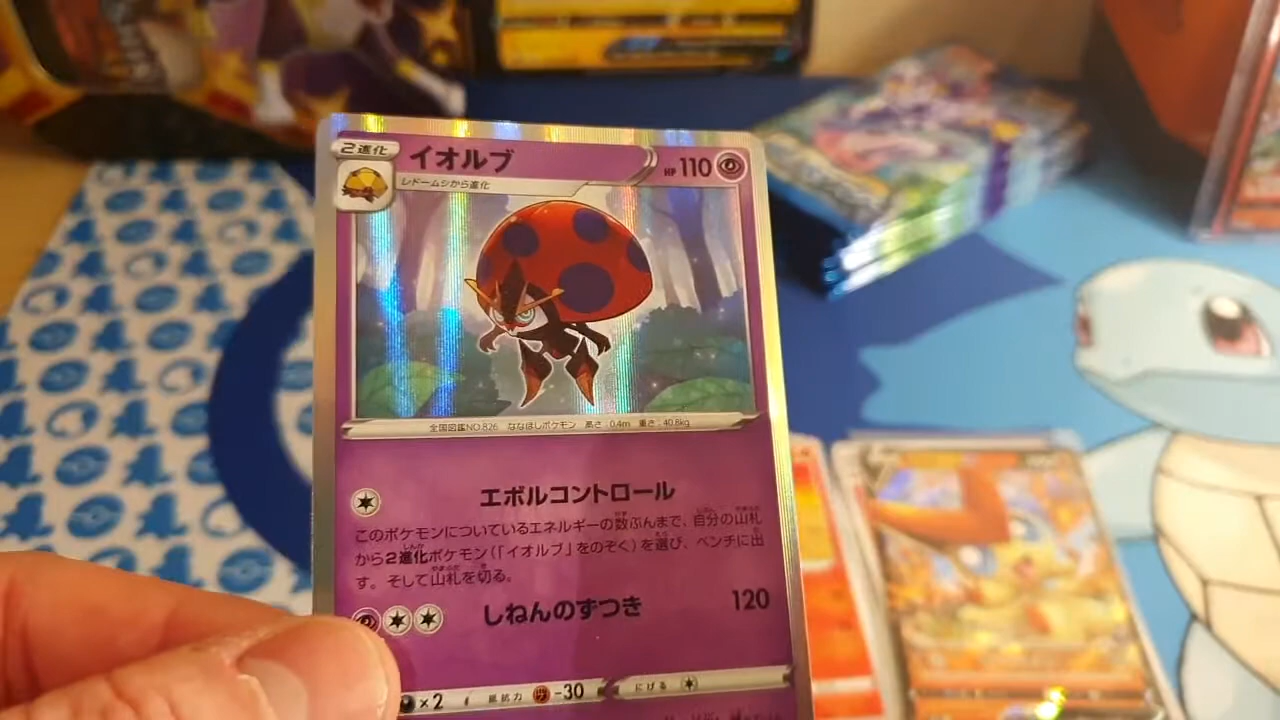 2進化 イオルブ HP 110
レドームシから進化
全国図鑑NO.826 ななほしポケモン 高さ:0.4m 重さ:40.8kg
エボルコントロール
このポケモンについているエネルギーの数ぶんまで、自分の山札
から2進化ポケモン(「イオルブ」をのぞく)を選び、ベンチに出
す。そして山札を切る。
しねんのずつき 120
×2 抵抗力 -30 にげる